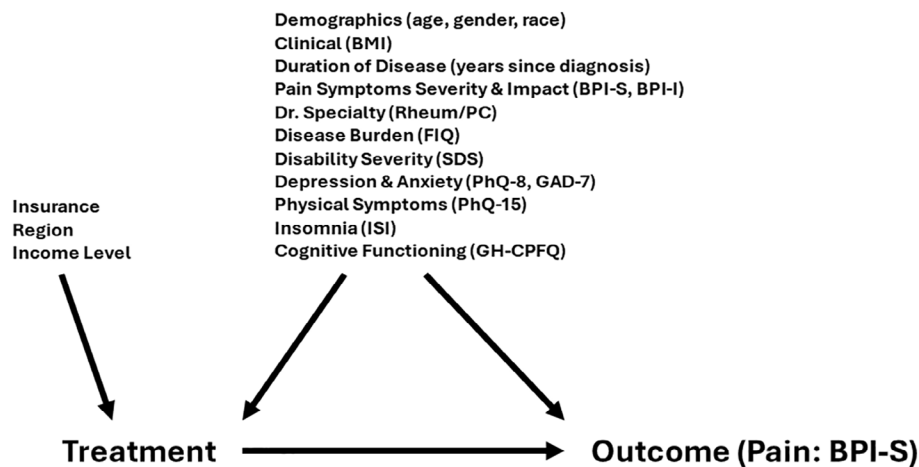 Demographics (age, gender, race)
Clinical (BMI)
Duration of Disease (years since diagnosis)
Pain Symptoms Severity & Impact (BPI-S, BPI-I)
Dr. Specialty (Rheum/PC)
Disease Burden (FIQ)
Disability Severity (SDS)
Depression & Anxiety (PhQ-8, GAD-7)
Physical Symptoms (PhQ-15)
Insomnia (ISI)
Cognitive Functioning (GH-CPFQ)
Insurance
Region
Income Level
Treatment
Outcome (Pain: BPI-S)